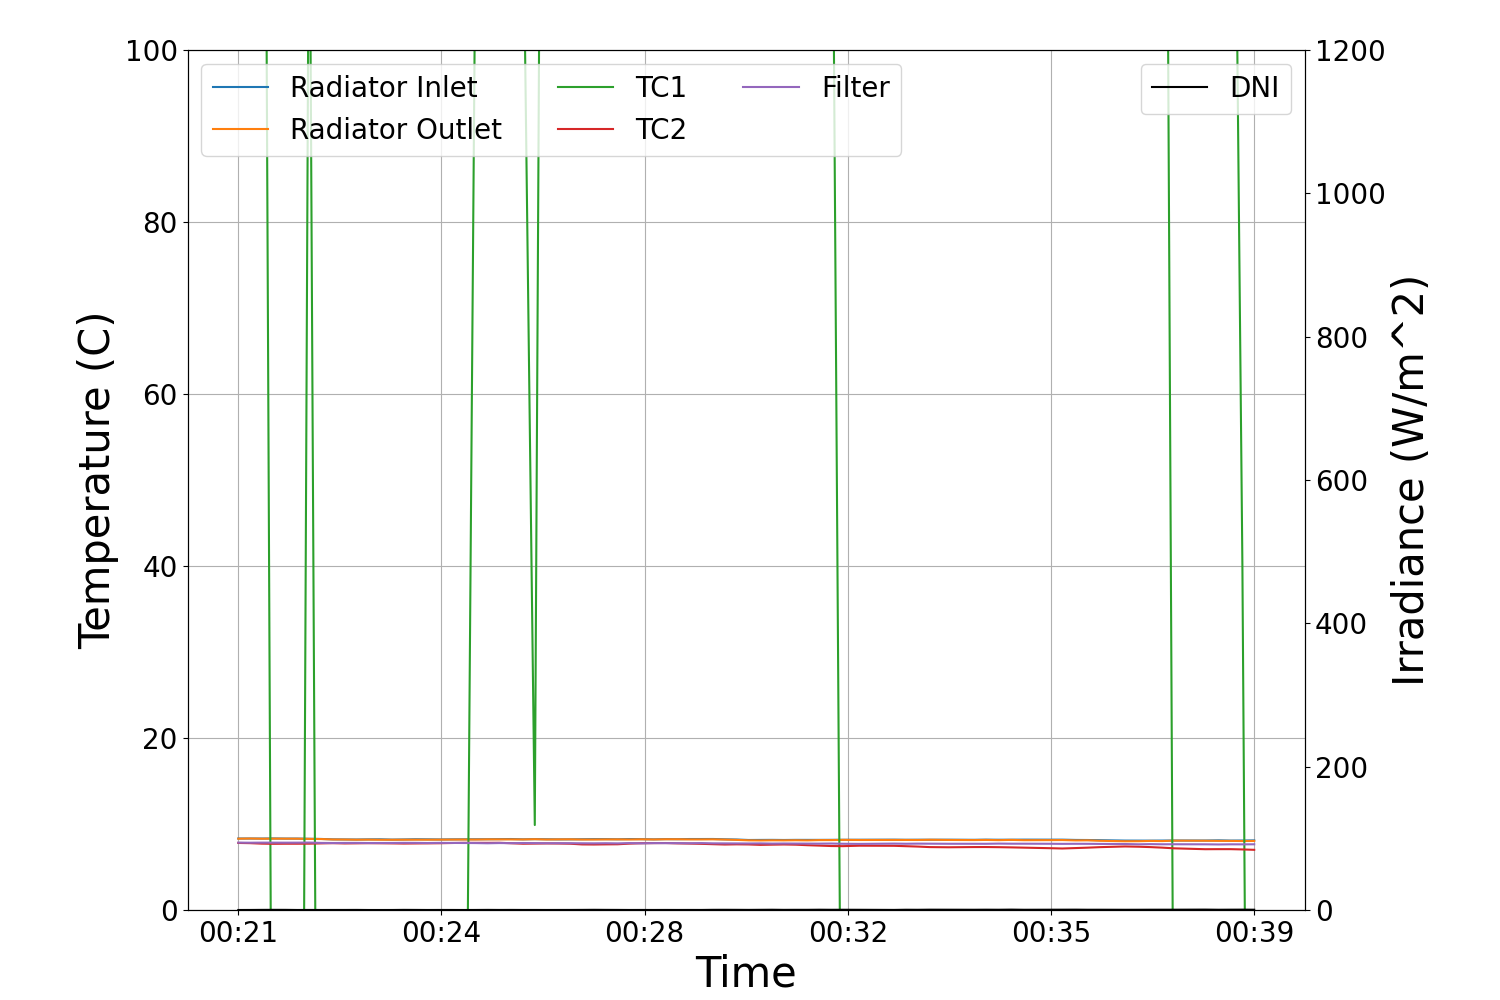 Radiator Inlet
Radiator Outlet
TC1
TC2
Filter
DNI
Temperature (C)
100
80
60
40
20
0
1200
1000
800
600
400
200
0
Irradiance (W/m^2)
00:21 00:24 00:28 00:32 00:35 00:39
Time